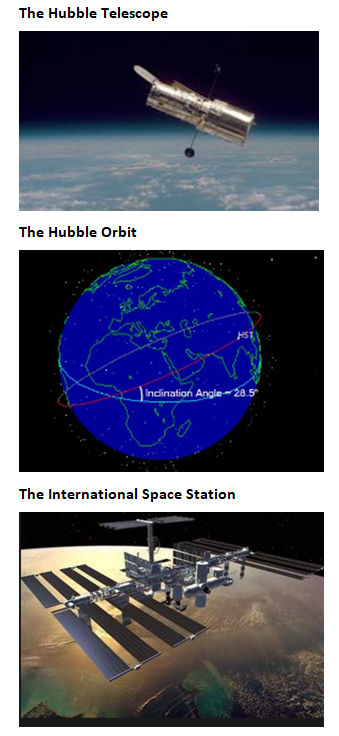 The Hubble Telescope
The Hubble Orbit
HST
Inclination Angle = 28.5°
The International Space Station